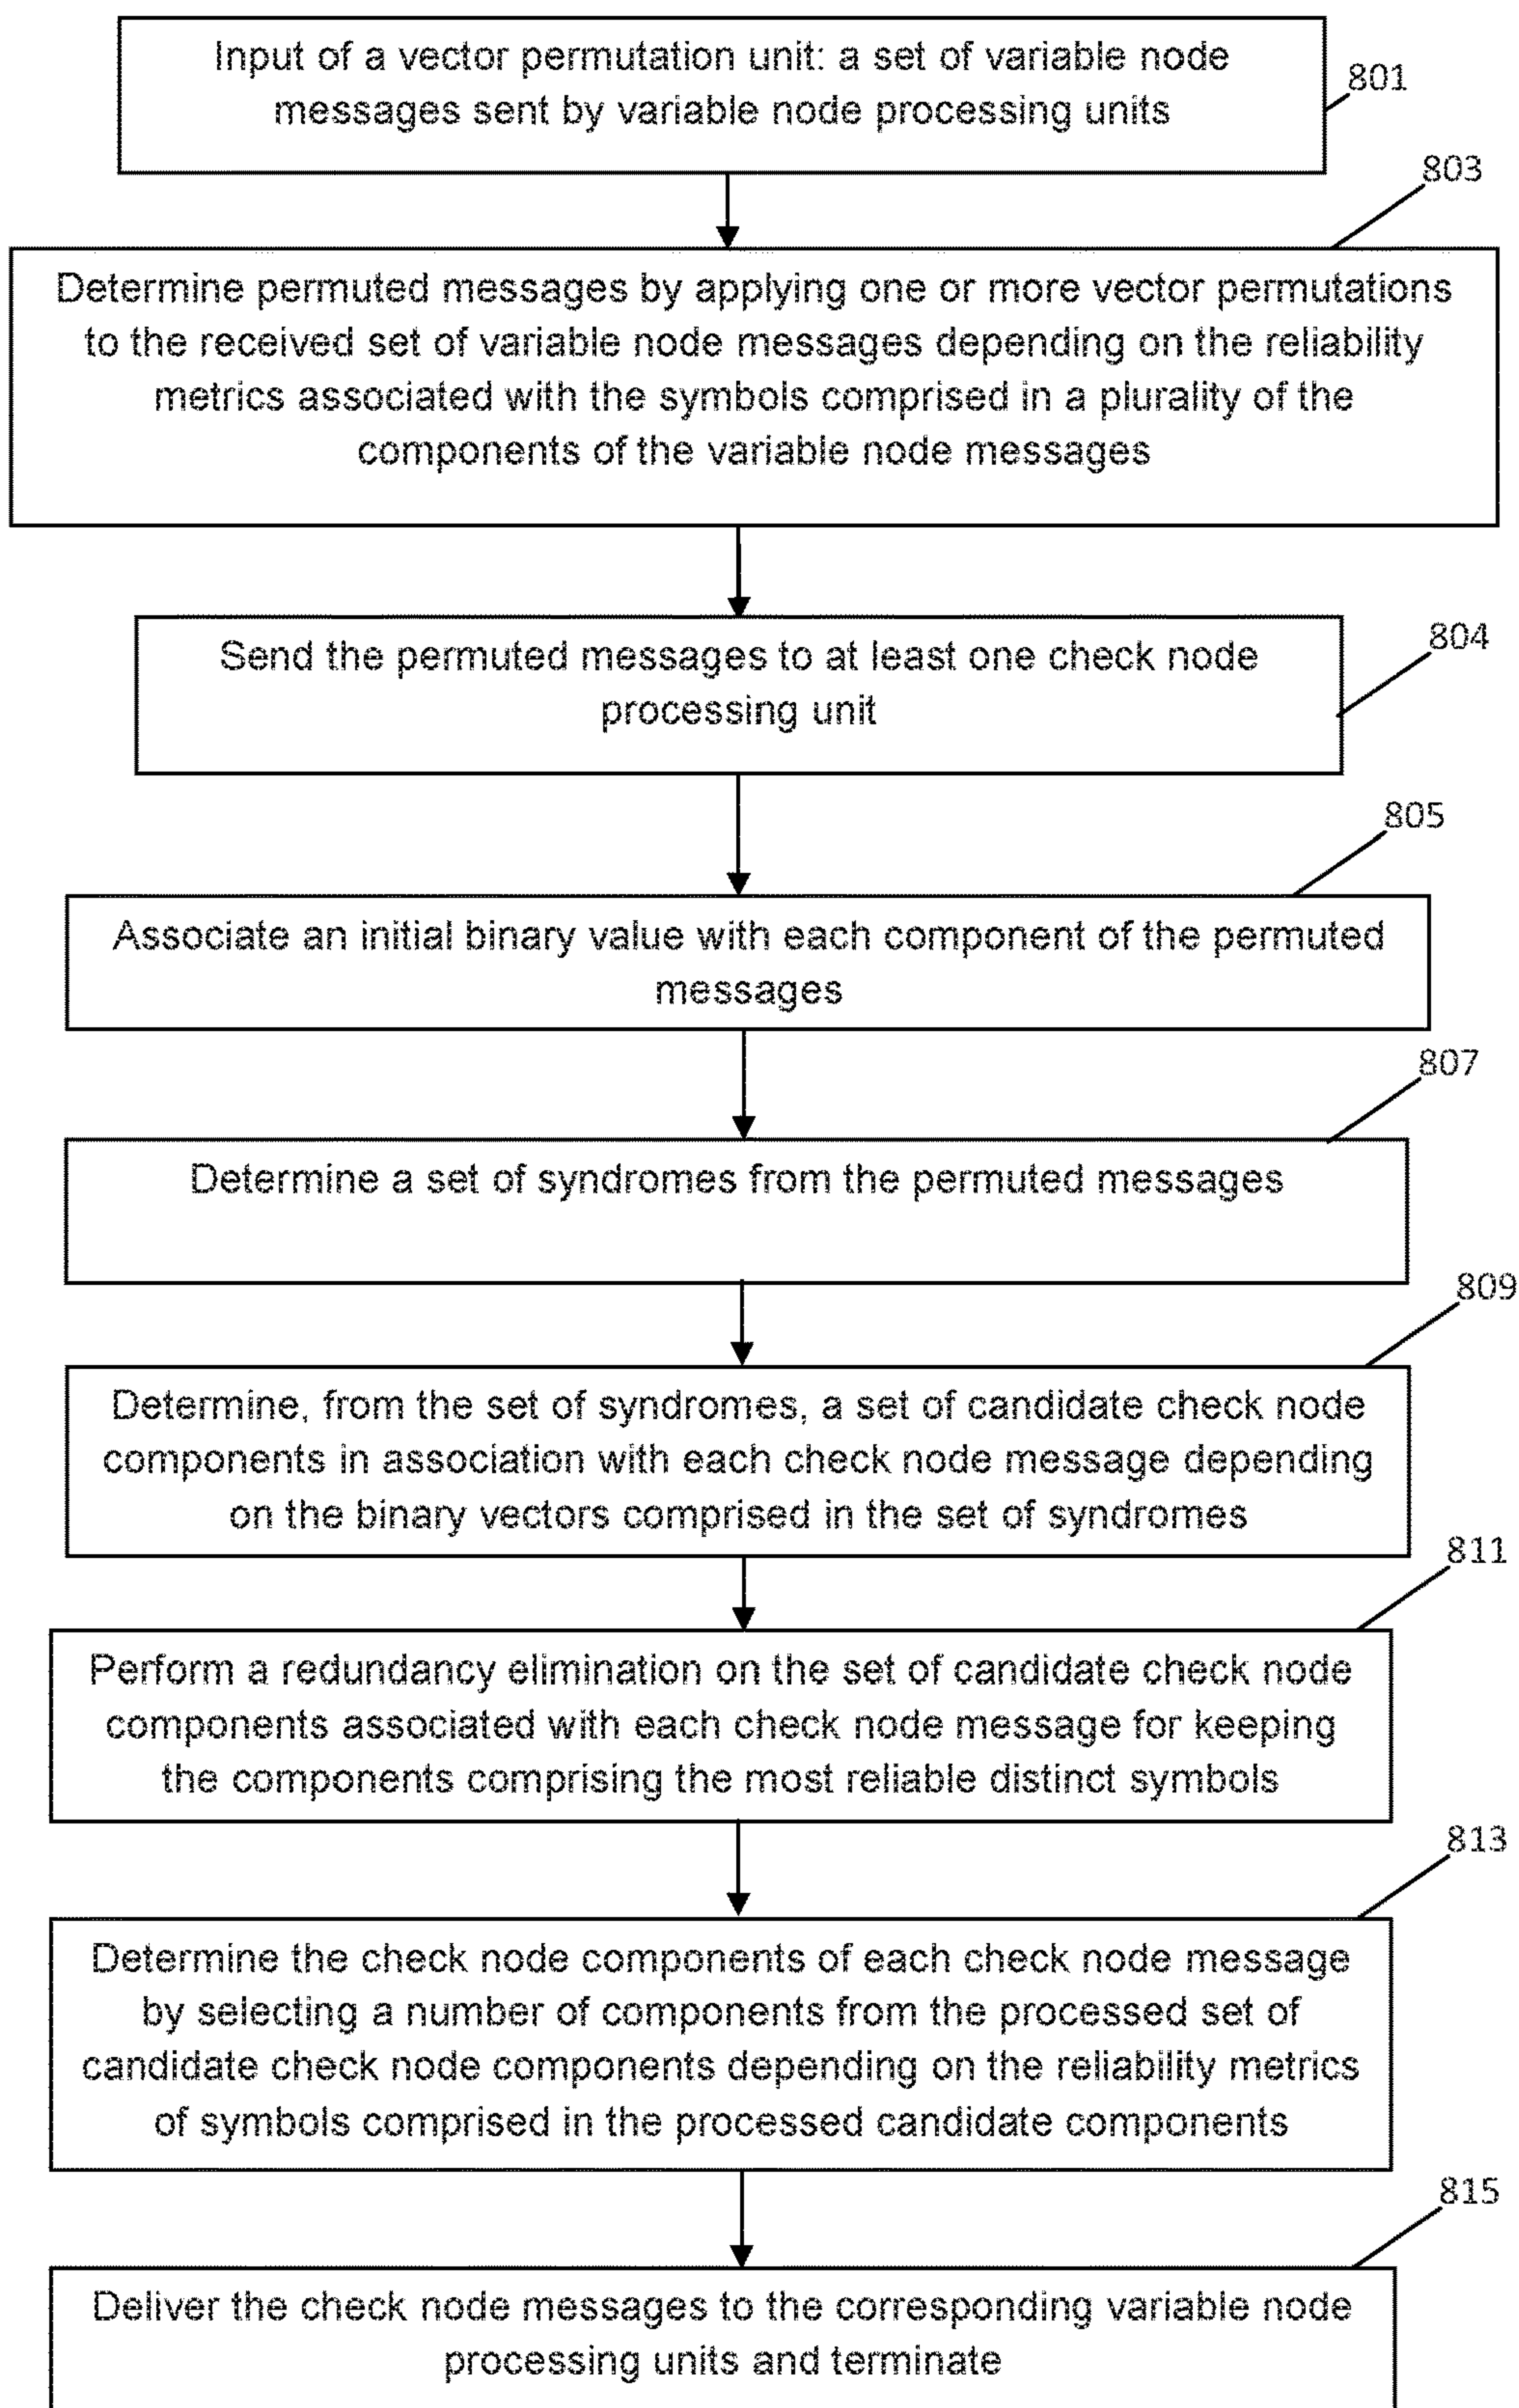 Input of a vector permutation unit: a set of variable node
messages sent by variable node processing units
801
803
Determine permuted messages by applying one or more vector permutations
to the received set of variable node messages depending on the reliability
metrics associated with the symbols comprised in a plurality of the
components of the variable node messages
804
Send the permuted messages to at least one check node
processing unit
805
Associate an initial binary value with each component of the permuted
messages
807
Determine a set of syndromes from the permuted messages
809
Determine, from the set of syndromes, a set of candidate check node
components in association with each check node message depending
on the binary vectors comprised in the set of syndromes
811
Perform a redundancy elimination on the set of candidate check node
components associated with each check node message for keeping
the components comprising the most reliable distinct symbols
813
Determine the check node components of each check node message
by selecting a number of components from the processed set of
candidate check node components depending on the reliability metrics
of symbols comprised in the processed candidate components
815
Deliver the check node messages to the corresponding variable node
processing units and terminate